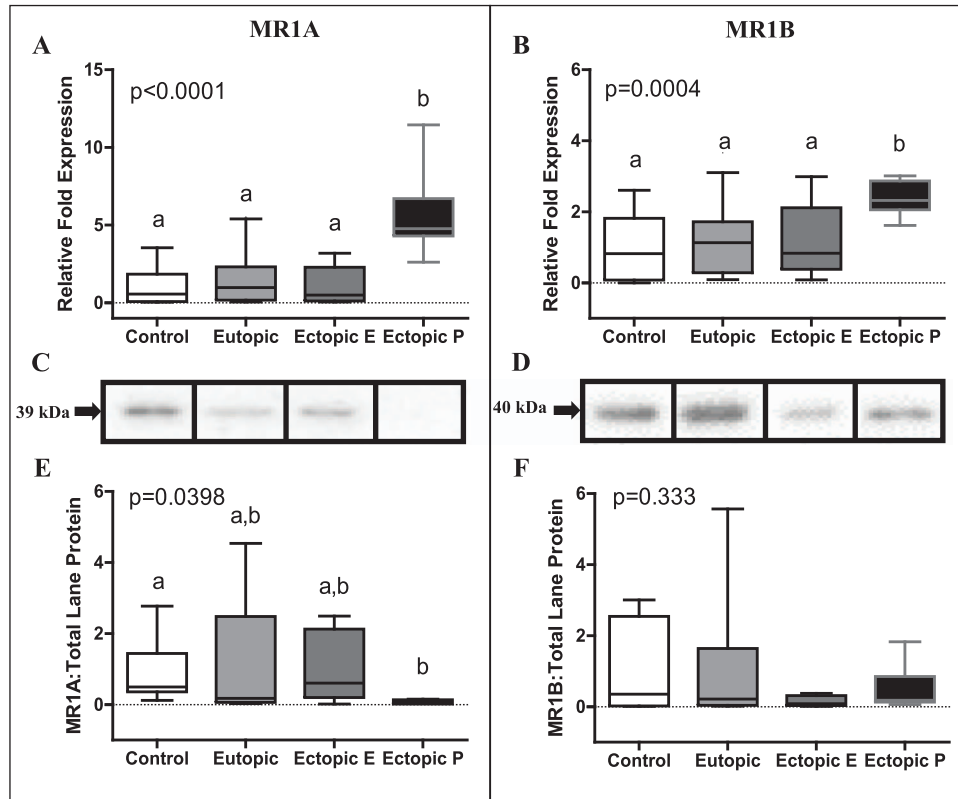 MR1A
A
Relative Fold Expression
15
10
5
0
p<0.0001
a
a
a
b
Control Eutopic Ectopic E Ectopic P
MR1B
B
Relative Fold Expression
6
4
2
0
p=0.0004
a
a
a
b
Control Eutopic Ectopic E Ectopic P
C
39 kDa
D
40 kDa
E
MR1A:Total Lane Protein
6
4
2
0
p=0.0398
a
a,b
a,b
b
Control Eutopic Ectopic E Ectopic P
F
MR1B:Total Lane Protein
6
4
2
0
p=0.333
Control Eutopic Ectopic E Ectopic P